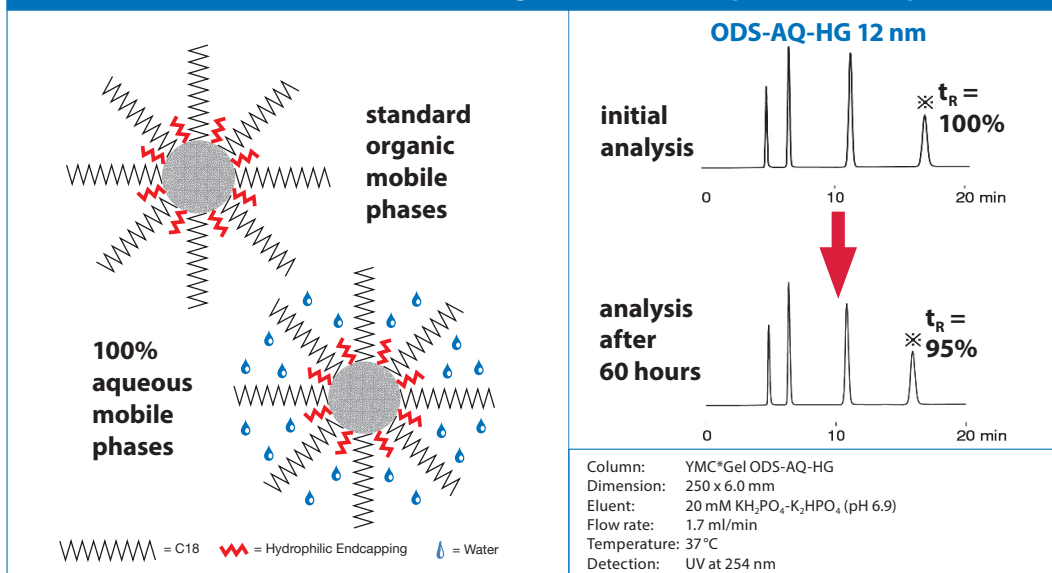 standard
organic
mobile
phases
100%
aqueous
mobile
phases
= C18 = Hydrophilic Endcapping = Water
ODS-AQ-HG 12 nm
initial
analysis
※ tR =
100%
0 10 20 min
analysis
after
60 hours
※ tR =
95%
0 10 20 min
Column: YMC*Gel ODS-AQ-HG
Dimension: 250 x 6.0 mm
Eluent: 20 mM KH₂PO₄-K₂HPO₄ (pH 6.9)
Flow rate: 1.7 ml/min
Temperature: 37°C
Detection: UV at 254 nm